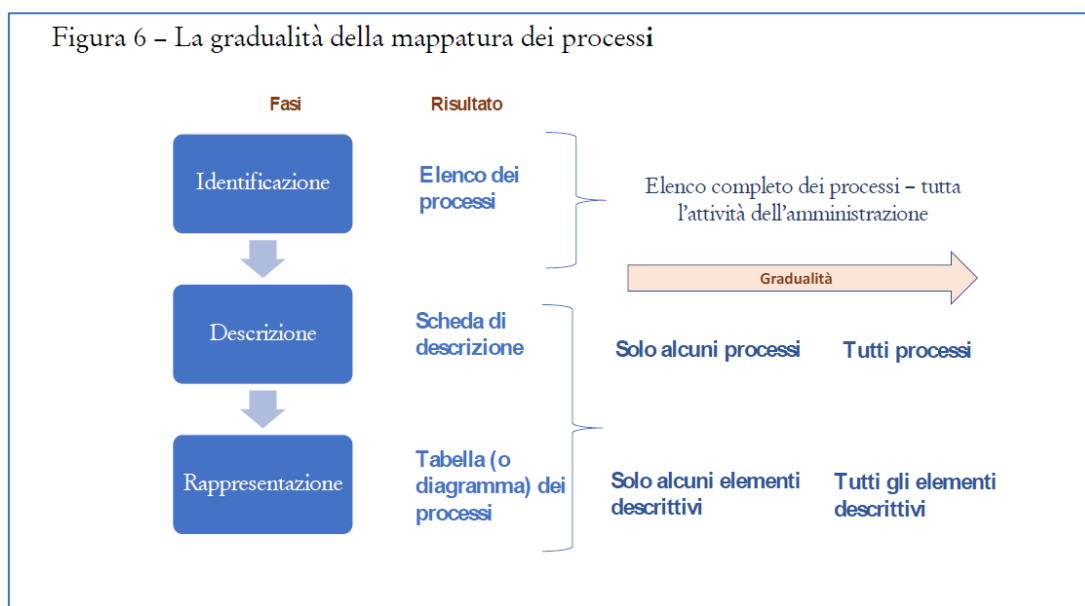 Figura 6 – La gradualità della mappatura dei processi
Fasi
Risultato
Identificazione
Elenco dei
processi
Elenco completo dei processi – tutta
l'attività dell'amministrazione
Gradualità
Descrizione
Scheda di
descrizione
Solo alcuni processi
Tutti processi
Rappresentazione
Tabella (o
diagramma) dei
processi
Solo alcuni elementi
descrittivi
Tutti gli elementi
descrittivi